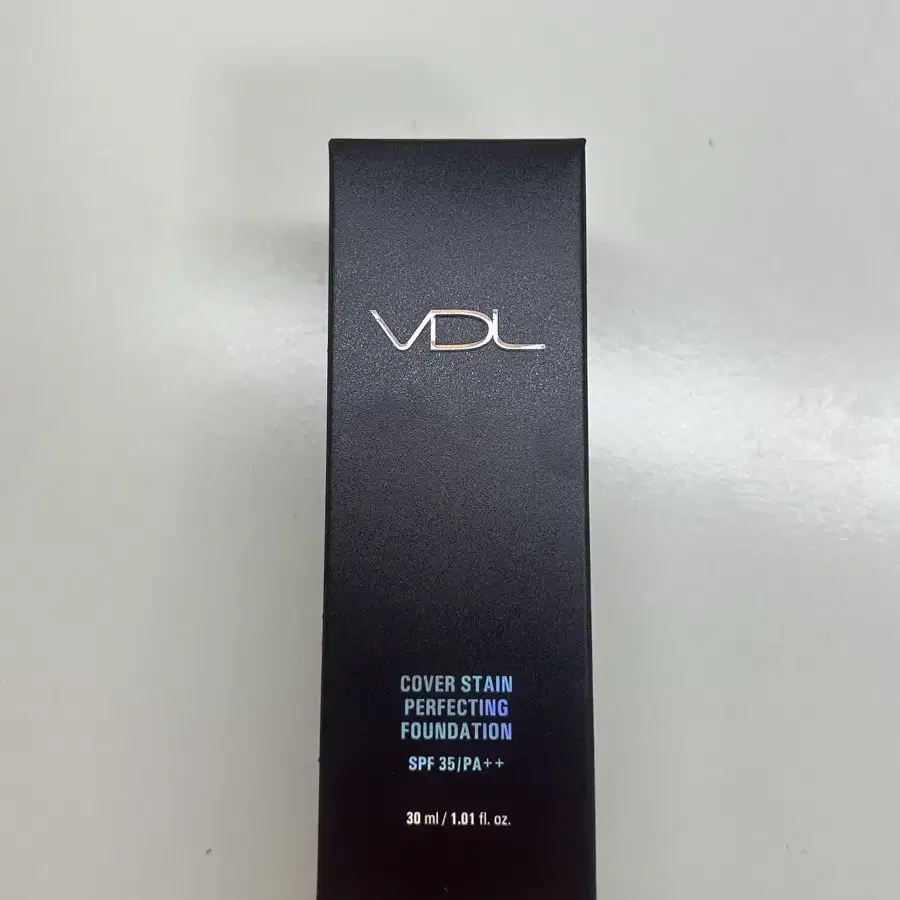 VDL
COVER STAIN
PERFECTING
FOUNDATION
SPF 35/PA++
30 ml / 1.01 fl. oz.